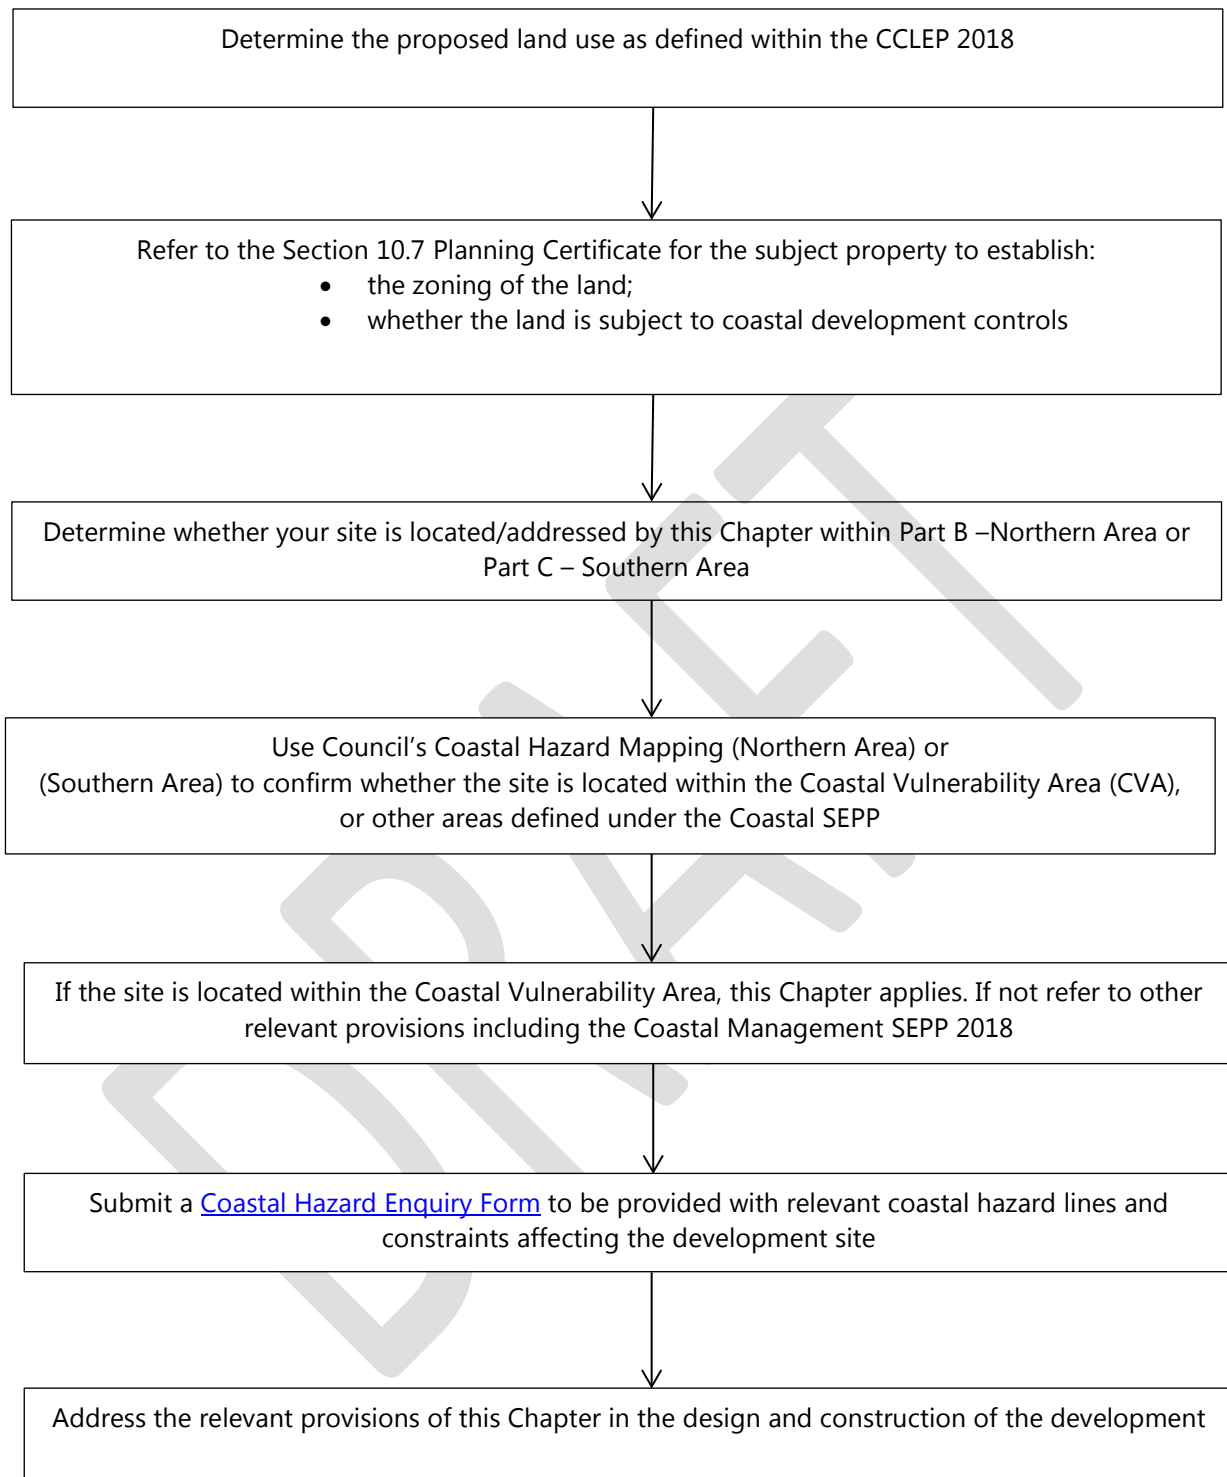 Determine the proposed land use as defined within the CCLEP 2018
Refer to the Section 10.7 Planning Certificate for the subject property to establish:
• the zoning of the land;
• whether the land is subject to coastal development controls
Determine whether your site is located/addressed by this Chapter within Part B –Northern Area or
Part C – Southern Area
Use Council's Coastal Hazard Mapping (Northern Area) or
(Southern Area) to confirm whether the site is located within the Coastal Vulnerability Area (CVA),
or other areas defined under the Coastal SEPP
If the site is located within the Coastal Vulnerability Area, this Chapter applies. If not refer to other
relevant provisions including the Coastal Management SEPP 2018
Submit a Coastal Hazard Enquiry Form to be provided with relevant coastal hazard lines and
constraints affecting the development site
Address the relevant provisions of this Chapter in the design and construction of the development
DRAFT